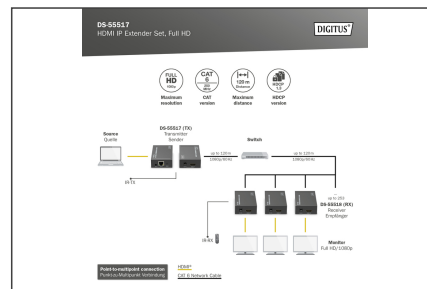 DS-55517
HDMI IP Extender Set, Full HD
DIGITUS®
FULL
HD
1080p
CAT
6
HDCP
Maximum
resolution
CAT
version
Maximum
distance
HDCP
version
120 m
Distance
Source
Quelle
DS-55517 (TX)
Transmitter
Sender
Switch
up to 120m
(1080p/60Hz)
up to 120m
(1080p/60Hz)
IR-TX
up to 253
DS-55518 (RX)
Receiver
Empfänger
IR-RX
Monitor
Full HD/1080p
Point-to-multipoint connection
Point-zu-Multipunkt Verbindung
HDMI®
CAT 6 Network Cable